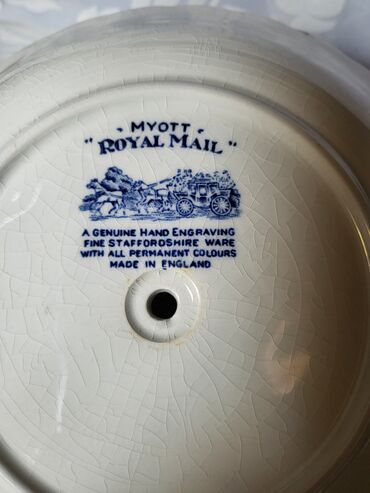 MYOTT
"ROYAL MAIL"
A GENUINE HAND ENGRAVING
FINE STAFFORDSHIRE WARE
WITH ALL PERMANENT COLOURS
MADE IN ENGLAND